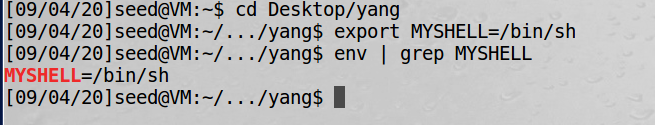 [09/04/20]seed@VM:~$ cd Desktop/yang
[09/04/20]seed@VM:~/.../yang$ export MYSHELL=/bin/sh
[09/04/20]seed@VM:~/.../yang$ env | grep MYSHELL
MYSHELL=/bin/sh
[09/04/20]seed@VM:~/.../yang$